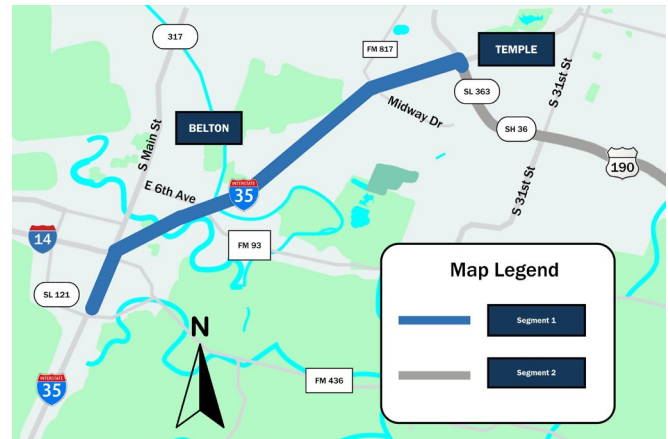 317
FM 817
TEMPLE
S 31st St
SL 363
Midway Dr
SH 36
190
BELTON
S Main St
E 6th Ave
INTERSTATE
35
S 31st St
14
FM 93
SL 121
N
INTERSTATE
35
FM 436
Map Legend
Segment 1
Segment 2